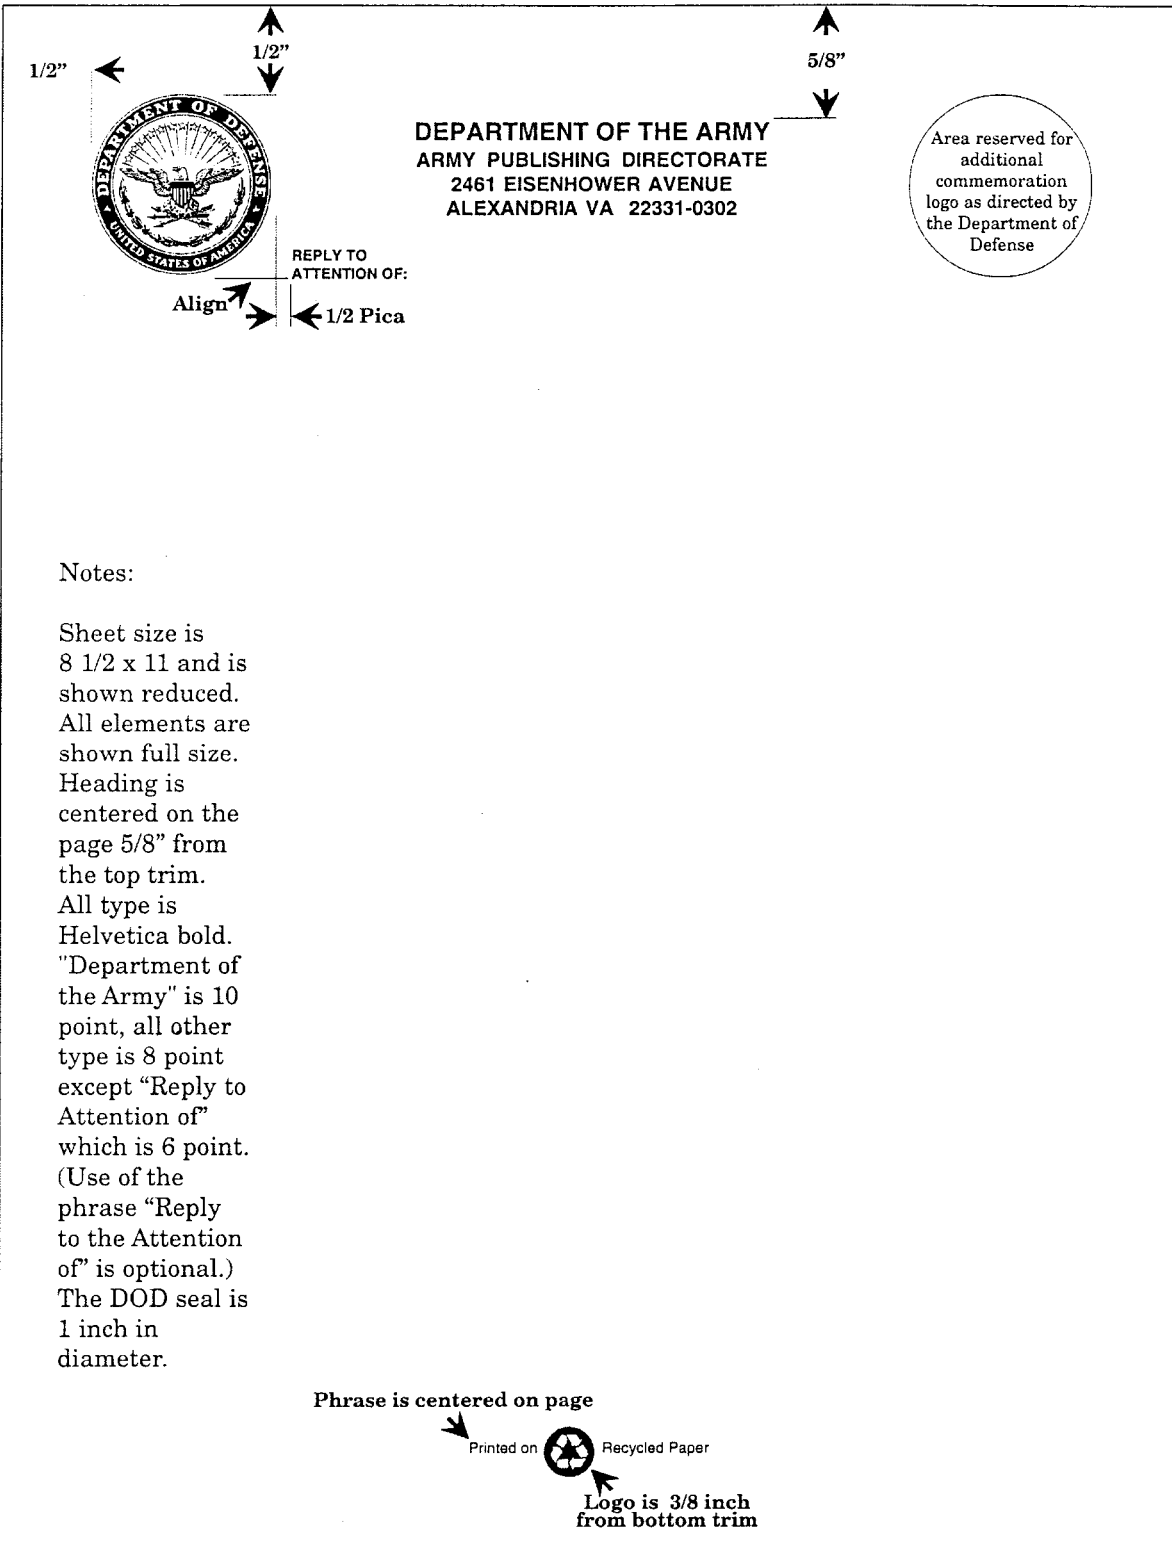 1/2"
1/2”
5/8”
DEPARTMENT OF DEFENSE
UNITED STATES OF AMERICA
DEPARTMENT OF THE ARMY
ARMY PUBLISHING DIRECTORATE
2461 EISENHOWER AVENUE
ALEXANDRIA VA 22331-0302
Area reserved for
additional
commemoration
logo as directed by
the Department of
Defense
REPLY TO
ATTENTION OF:
Align
1/2 Pica
Notes:
Sheet size is
8 1/2 x 11 and is
shown reduced.
All elements are
shown full size.
Heading is
centered on the
page 5/8” from
the top trim.
All type is
Helvetica bold.
"Department of
the Army" is 10
point, all other
type is 8 point
except “Reply to
Attention of”
which is 6 point.
(Use of the
phrase “Reply
to the Attention
of” is optional.)
The DOD seal is
1 inch in
diameter.
Phrase is centered on page
Printed on Recycled Paper
Logo is 3/8 inch
from bottom trim